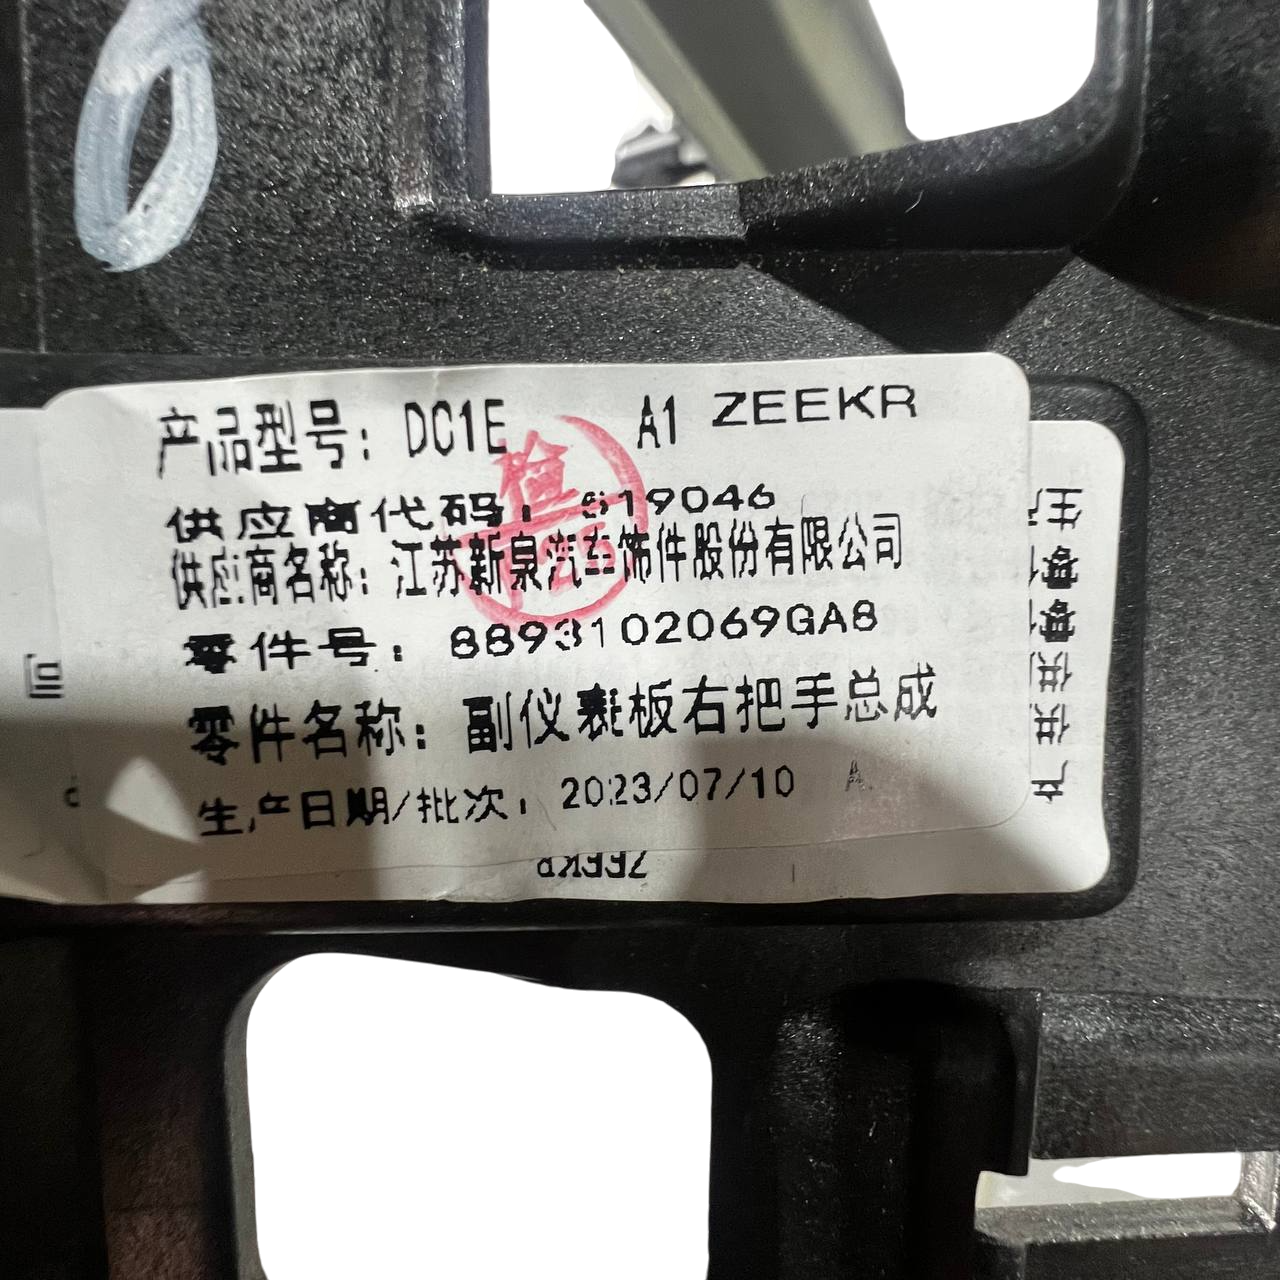 产品型号：DC1E A1 ZEEKR
供应商代码：519046
供应商名称：江苏新泉汽车饰件股份有限公司
零件号：8893102069GA8
零件名称：副仪表板右把手总成
生产日期/批次：2023/07/10 A
ZEEKR